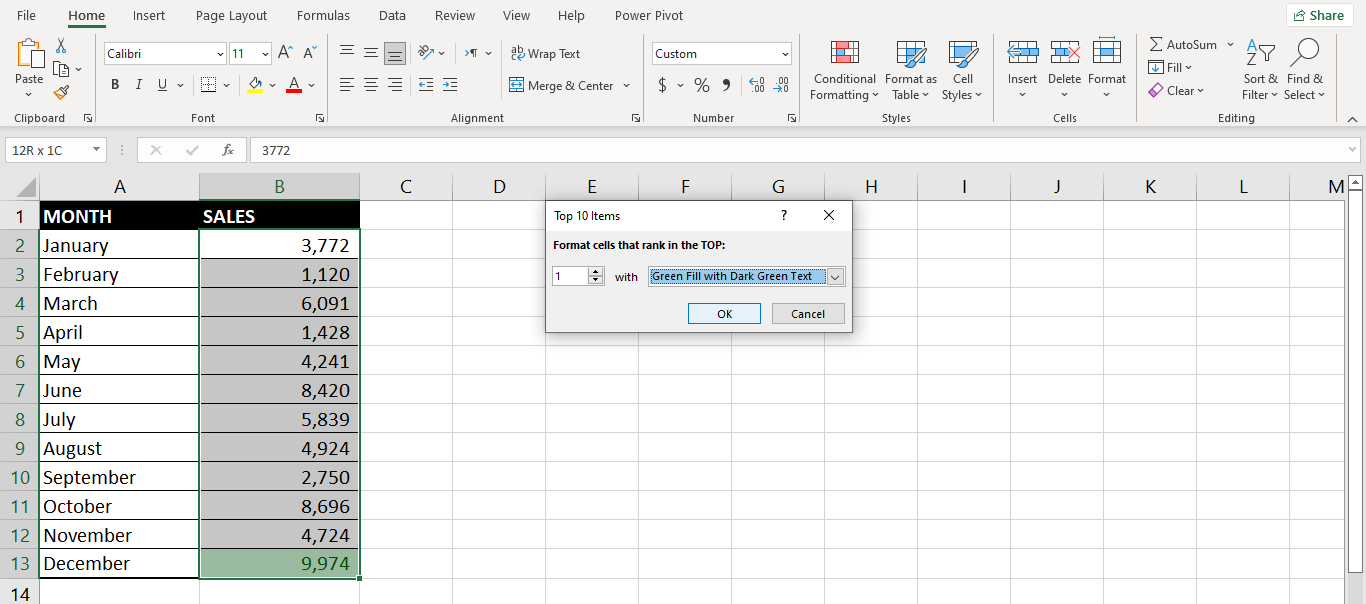 File Home Insert Page Layout Formulas Data Review View Help Power Pivot Share
Calibri 11 A^ A˅ ab Wrap Text Custom AutoSum
Paste B I U A Merge & Center $ % 9 .00 Conditional Formatting Format as Table Cell Styles Insert Delete Format Fill Clear Sort & Filter Find & Select
Clipboard Font Alignment Number Styles Cells Editing
12R x 1C fx 3772
A B C D E F G H I J K L M
1 MONTH SALES
2 January 3,772
3 February 1,120
4 March 6,091
5 April 1,428
6 May 4,241
7 June 8,420
8 July 5,839
9 August 4,924
10 September 2,750
11 October 8,696
12 November 4,724
13 December 9,974
14
Top 10 Items ?
Format cells that rank in the TOP:
1 with Green Fill with Dark Green Text
OK Cancel